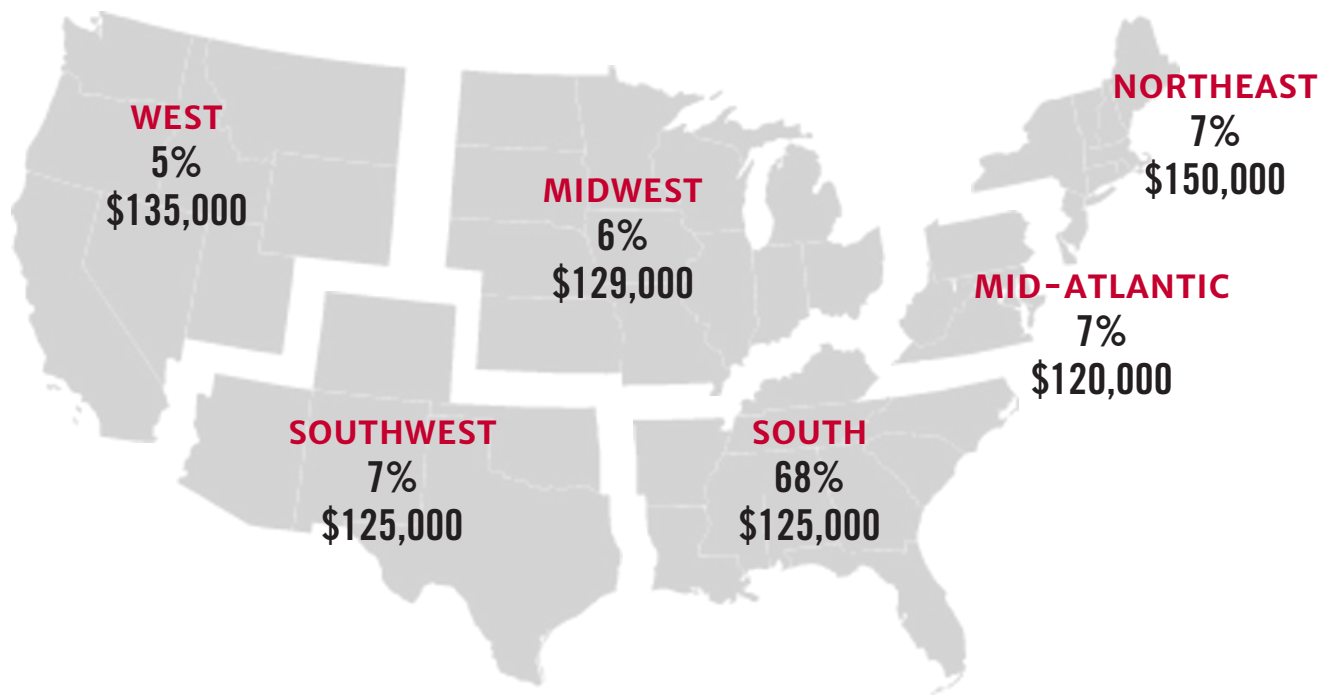 WEST
5%
$135,000
MIDWEST
6%
$129,000
NORTHEAST
7%
$150,000
MID-ATLANTIC
7%
$120,000
SOUTHWEST
7%
$125,000
SOUTH
68%
$125,000